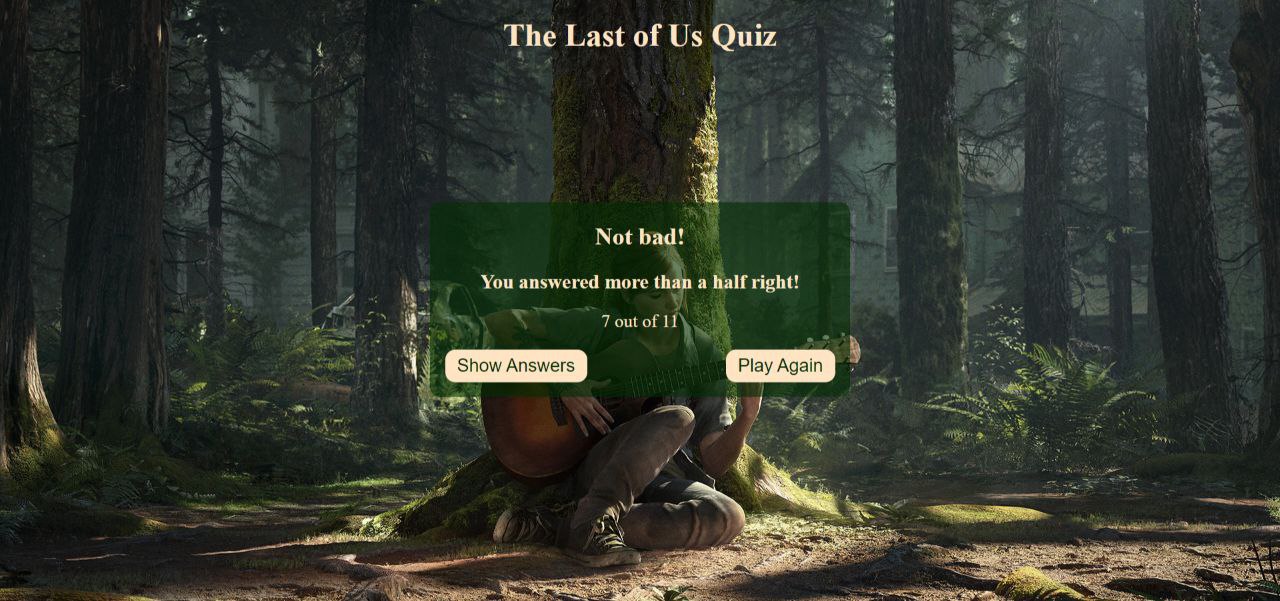 The Last of Us Quiz
Not bad!
You answered more than a half right!
7 out of 11
Show Answers
Play Again